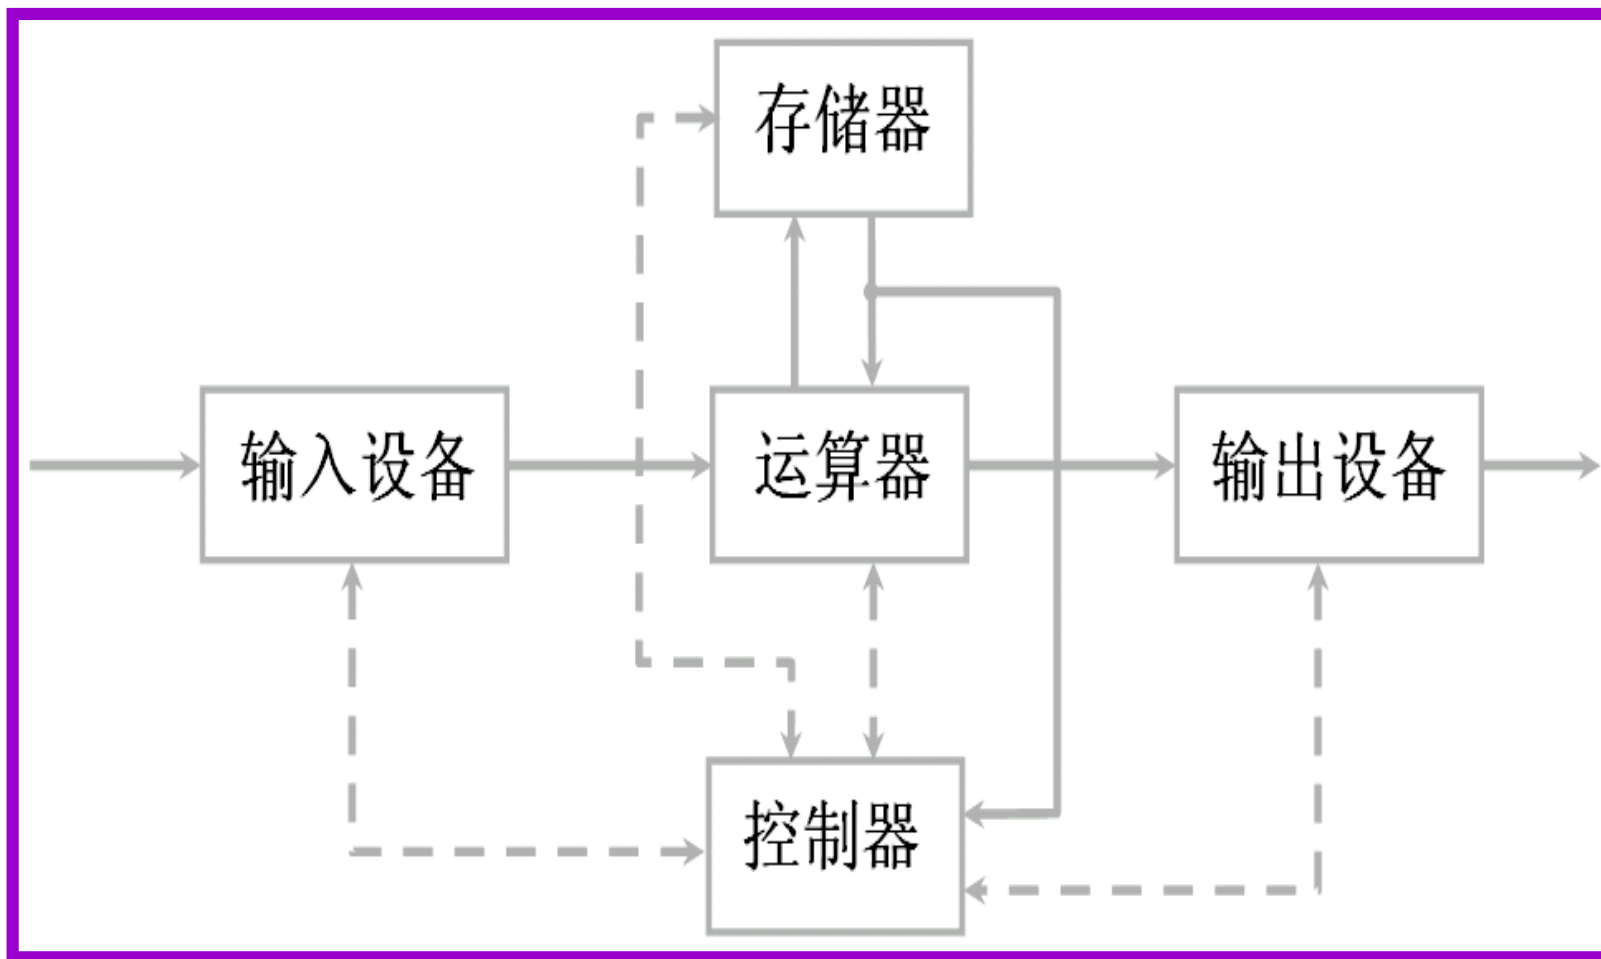 存储器
输入设备
运算器
输出设备
控制器